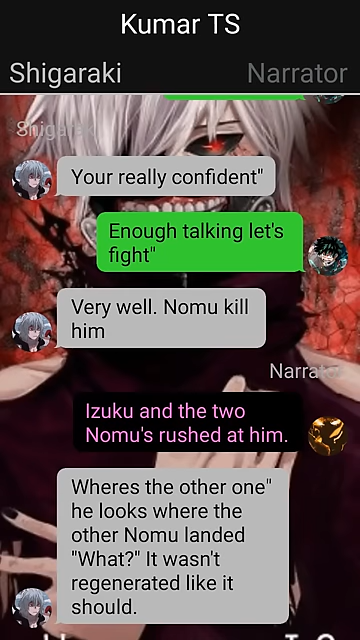 Kumar TS
Shigaraki
Narrator
Your really confident"
Enough talking let's
fight"
Very well. Nomu kill
him
Izuku and the two
Nomu's rushed at him.
Wheres the other one"
he looks where the
other Nomu landed
"What?" It wasn't
regenerated like it
should.